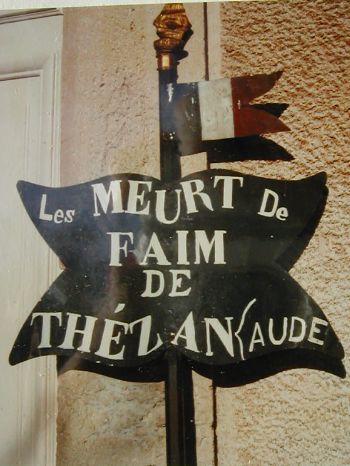 Les MEURT De
FAIM
DE
THÉZAN {AUDE